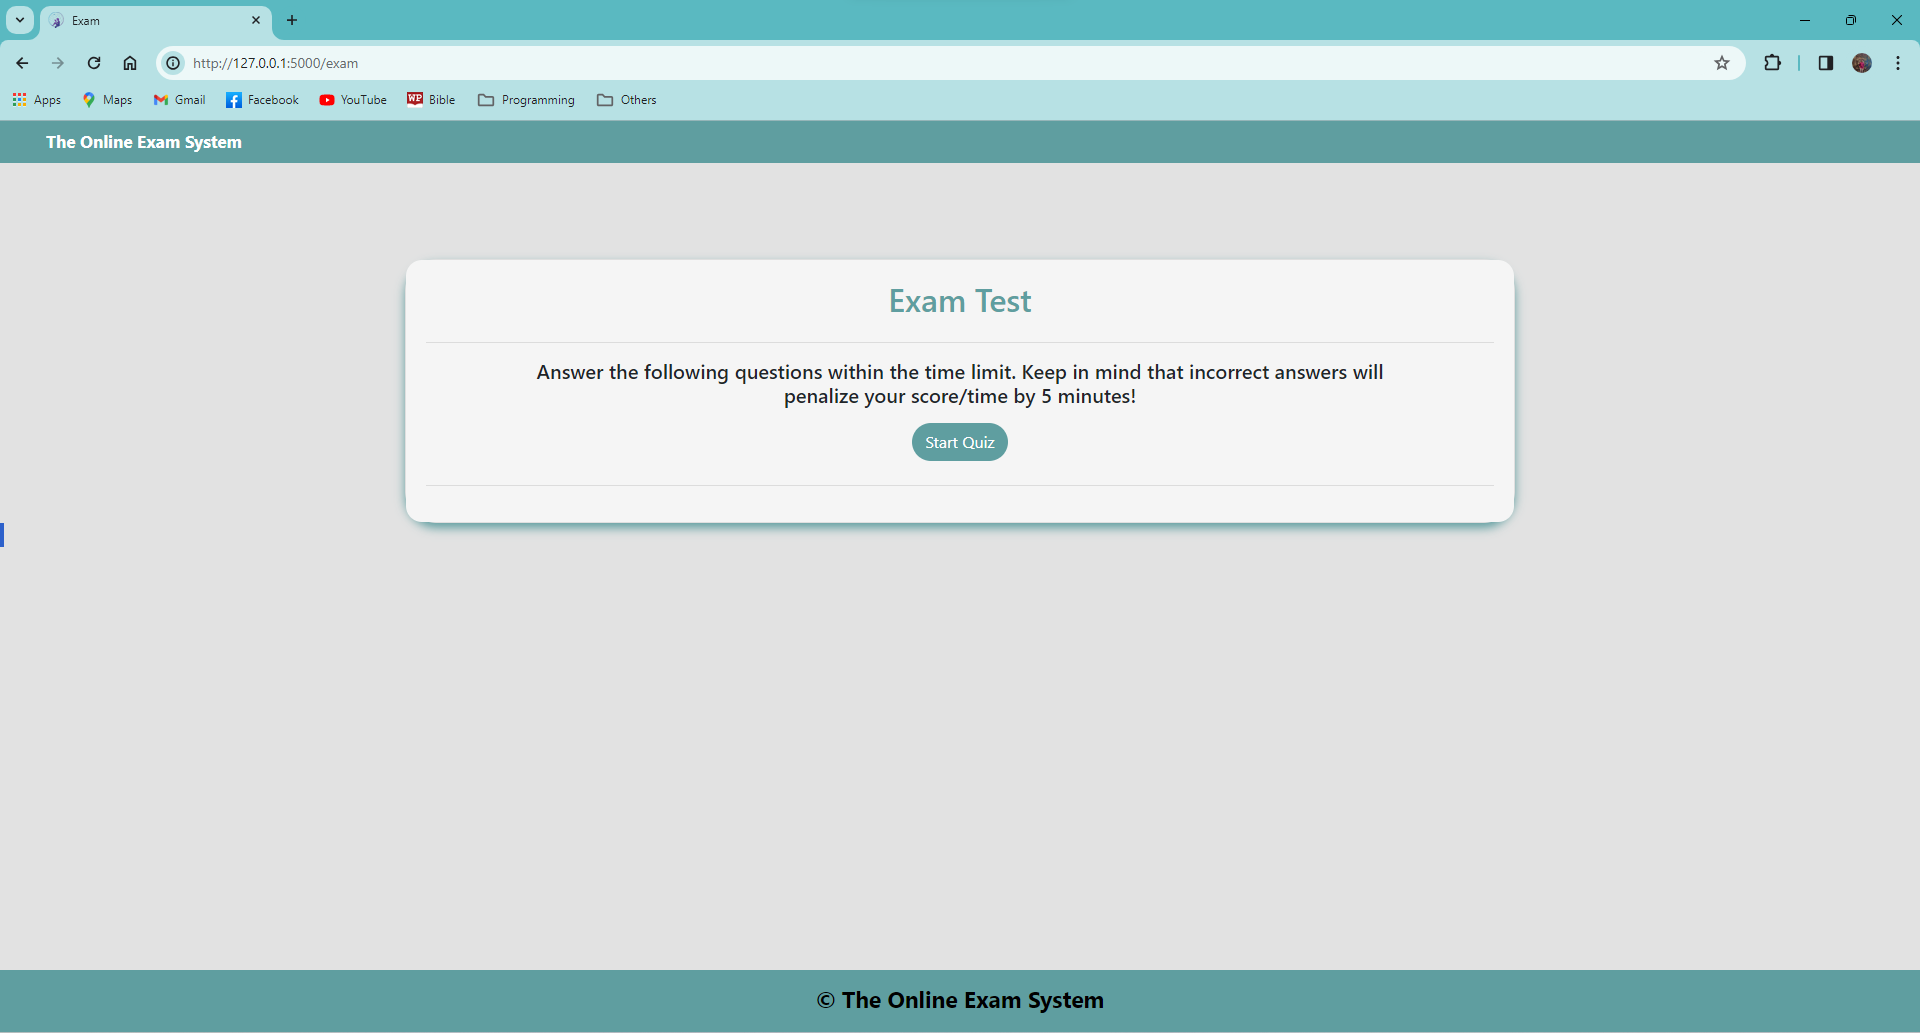 Exam
http://127.0.0.1:5000/exam
Apps Maps Gmail Facebook YouTube WP Bible Programming Others
The Online Exam System
Exam Test
Answer the following questions within the time limit. Keep in mind that incorrect answers will
penalize your score/time by 5 minutes!
Start Quiz
© The Online Exam System